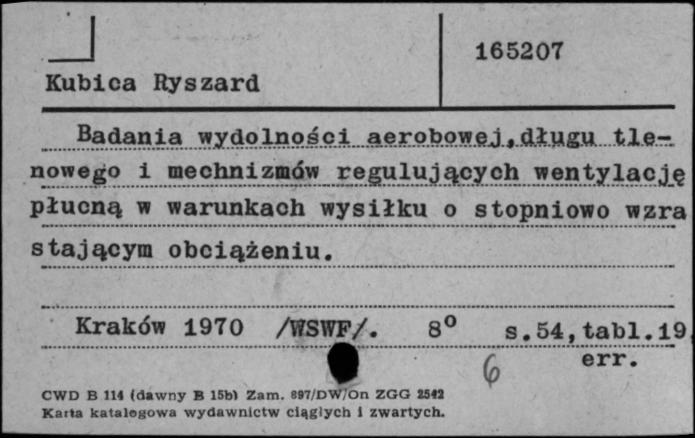 165207
Kubica Ryszard
Badania wydolności aerobowej,długu tle-
nowego i mechnizmów regulujących wentylację
płucną w warunkach wysiłku o stopniowo wzra
stającym obciążeniu.
Kraków 1970 /WSWF/. 8° s.54,tabl.19,
err.
6
CWD B 114 (dawny B 15b) Zam. 897/DW/On ZGG 2542
Karta katalogowa wydawnictw ciągłych i zwartych.